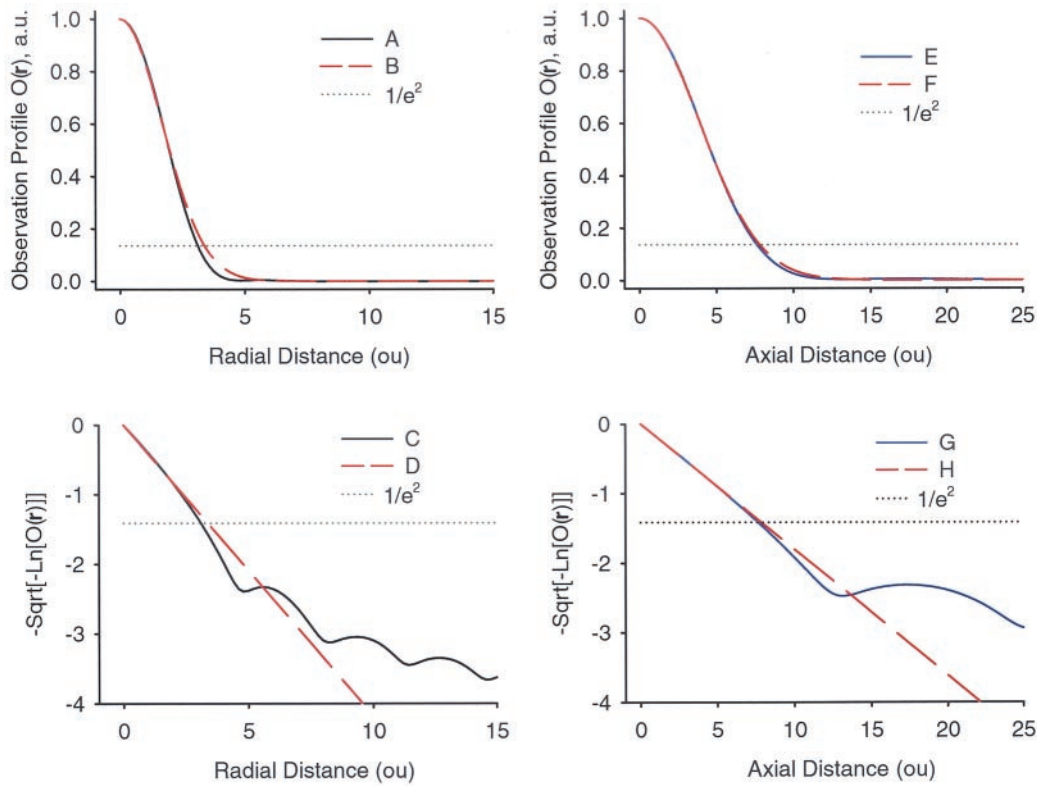 Observation Profile O(r), a.u.
1.0
0.8
0.6
0.4
0.2
0.0
A
B
1/e²
0
5
10
15
Radial Distance (ou)
Observation Profile O(r), a.u.
1.0
0.8
0.6
0.4
0.2
0.0
E
F
1/e²
0
5
10
15
20
25
Axial Distance (ou)
-Sqrt[-Ln[O(r)]]
0
-1
-2
-3
-4
C
D
1/e²
0
5
10
15
Radial Distance (ou)
-Sqrt[-Ln[O(r)]]
0
-1
-2
-3
-4
G
H
1/e²
0
5
10
15
20
25
Axial Distance (ou)